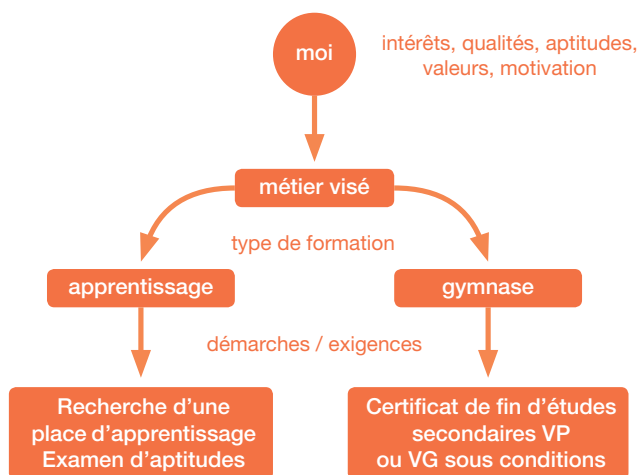 moi
intérêts, qualités, aptitudes,
valeurs, motivation
métier visé
type de formation
apprentissage
gymnase
démarches / exigences
Recherche d’une
place d’apprentissage
Examen d’aptitudes
Certificat de fin d’études
secondaires VP
ou VG sous conditions